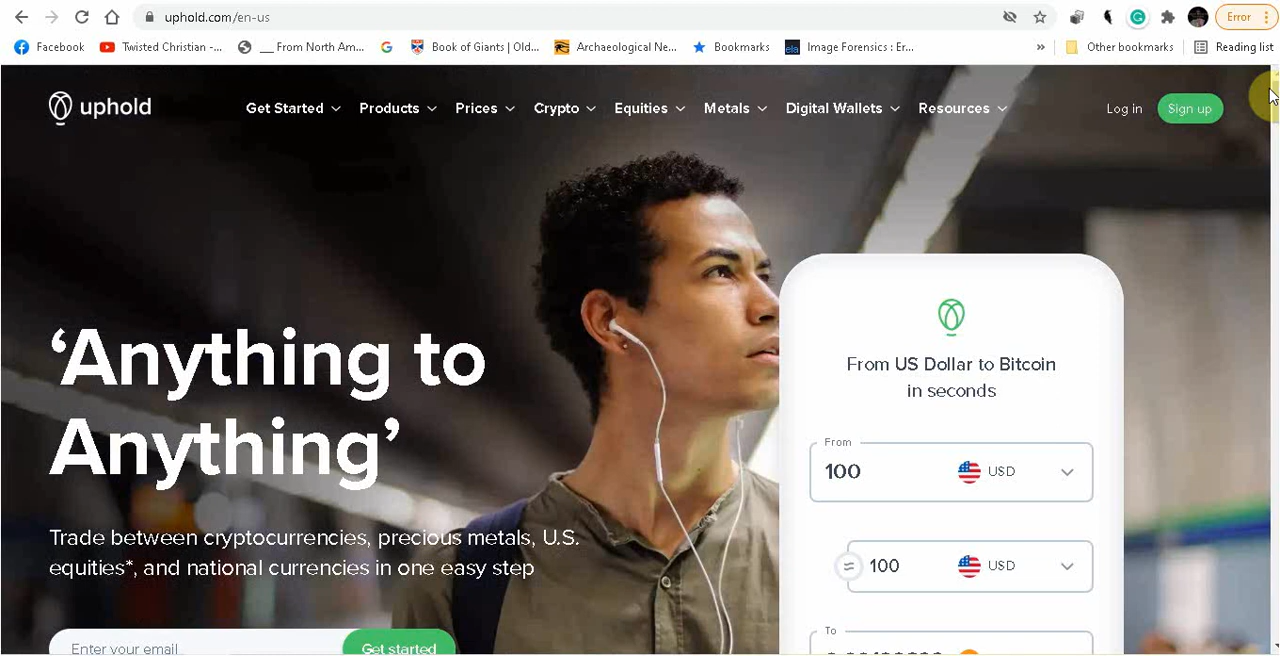 uphold.com/en-us
Error
Facebook
Twisted Christian -...
__ From North Am...
Book of Giants | Old...
Archaeological Ne...
Bookmarks
ela
Image Forensics : Er...
»
Other bookmarks
Reading list
uphold
Get Started
Products
Prices
Crypto
Equities
Metals
Digital Wallets
Resources
Log in
Sign up
‘Anything to
Anything’
Trade between cryptocurrencies, precious metals, U.S.
equities*, and national currencies in one easy step
Enter your email
Get started
From US Dollar to Bitcoin
in seconds
From
100
USD
100
USD
To